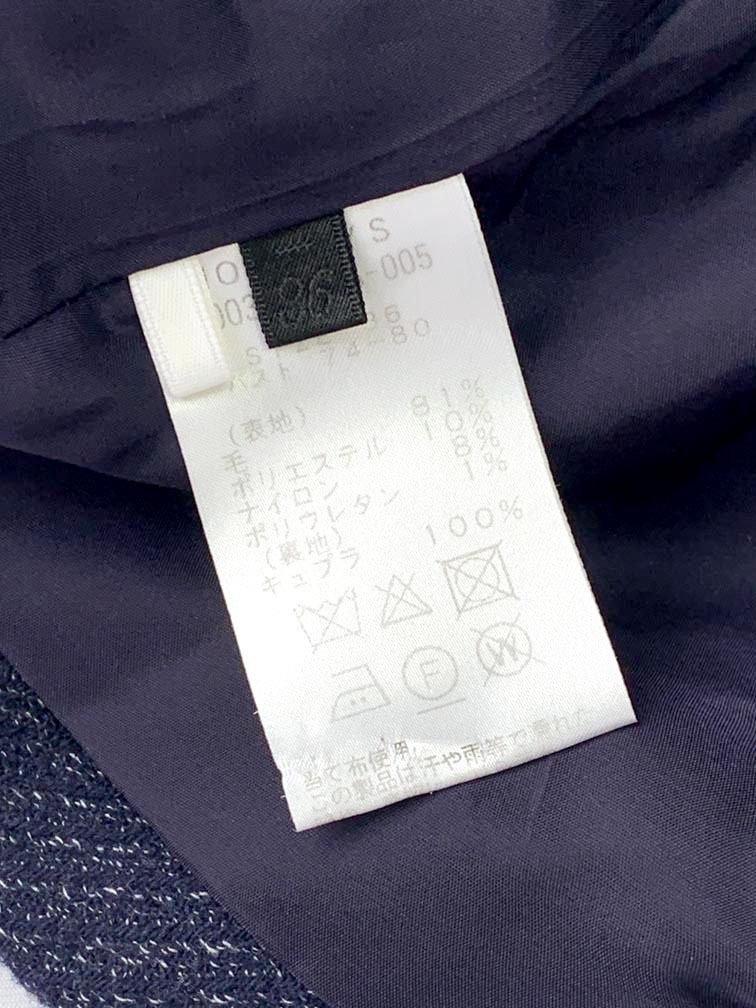 S
-005
バスト 74-80
(表地)
毛 81%
ポリエステル 10%
ナイロン 8%
ポリウレタン 1%
(裏地)
キュプラ 100%
F W
当て布使用
この製品は汗や雨等で濡れた